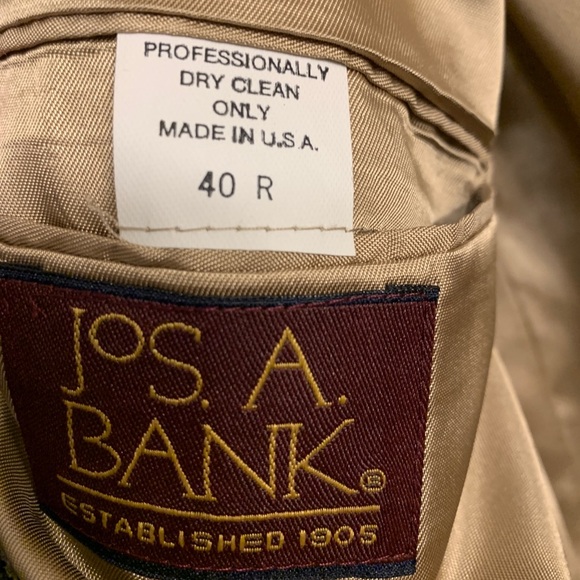 PROFESSIONALLY
DRY CLEAN
ONLY
MADE IN U.S.A.
40 R
JOS. A.
BANK®
ESTABLISHED 1905